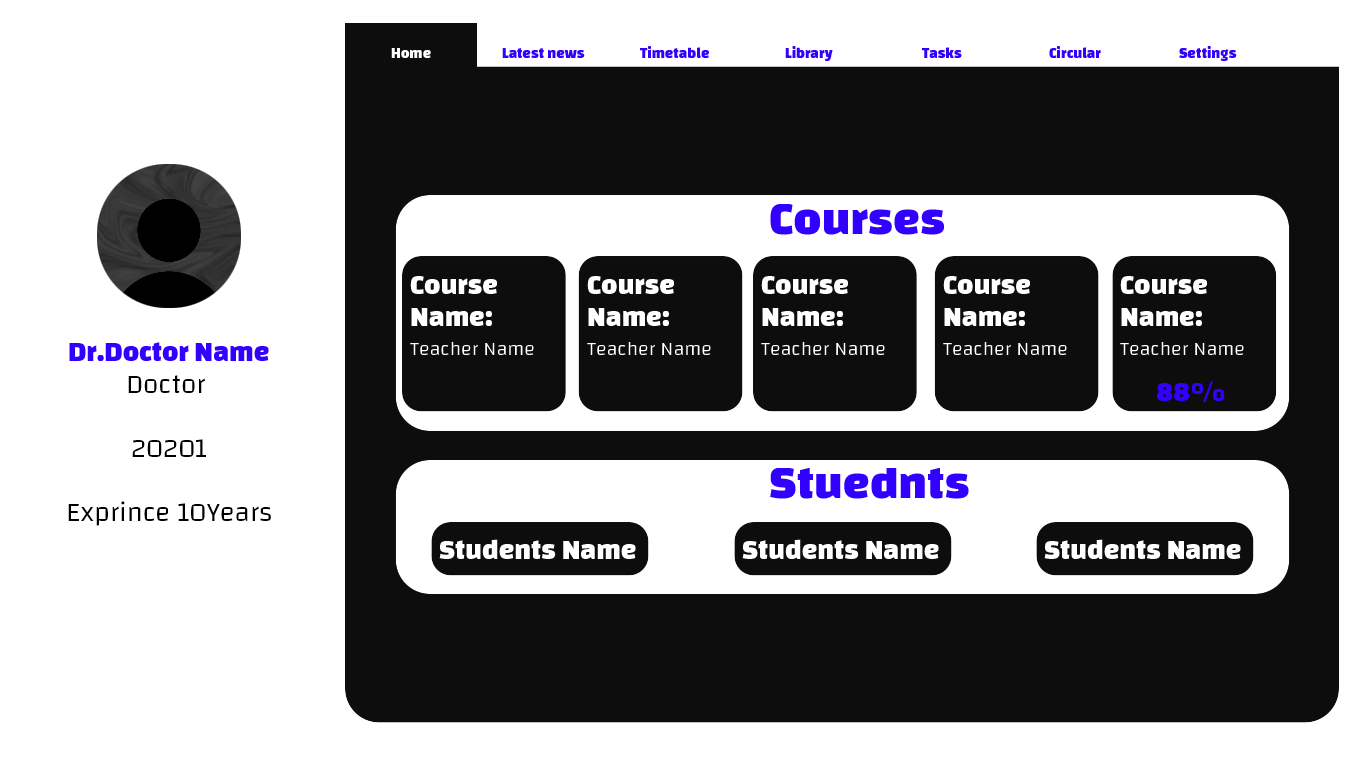 Home Latest news Timetable Library Tasks Circular Settings
Dr.Doctor Name
Doctor
20201
Exprince 10Years
Courses
Course
Name:
Teacher Name
Course
Name:
Teacher Name
Course
Name:
Teacher Name
Course
Name:
Teacher Name
Course
Name:
Teacher Name
88%
Stuednts
Students Name
Students Name
Students Name